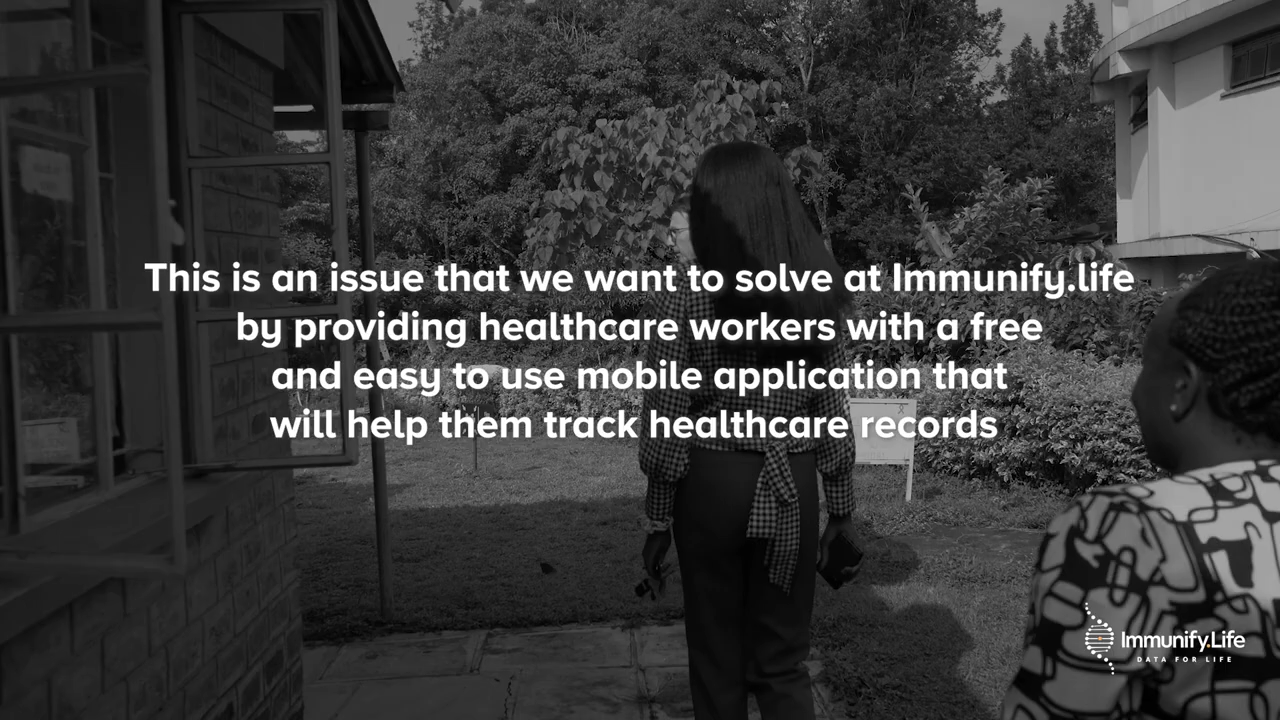 This is an issue that we want to solve at Immunify.life
by providing healthcare workers with a free
and easy to use mobile application that
will help them track healthcare records
Immunify.Life
DATA FOR LIFE